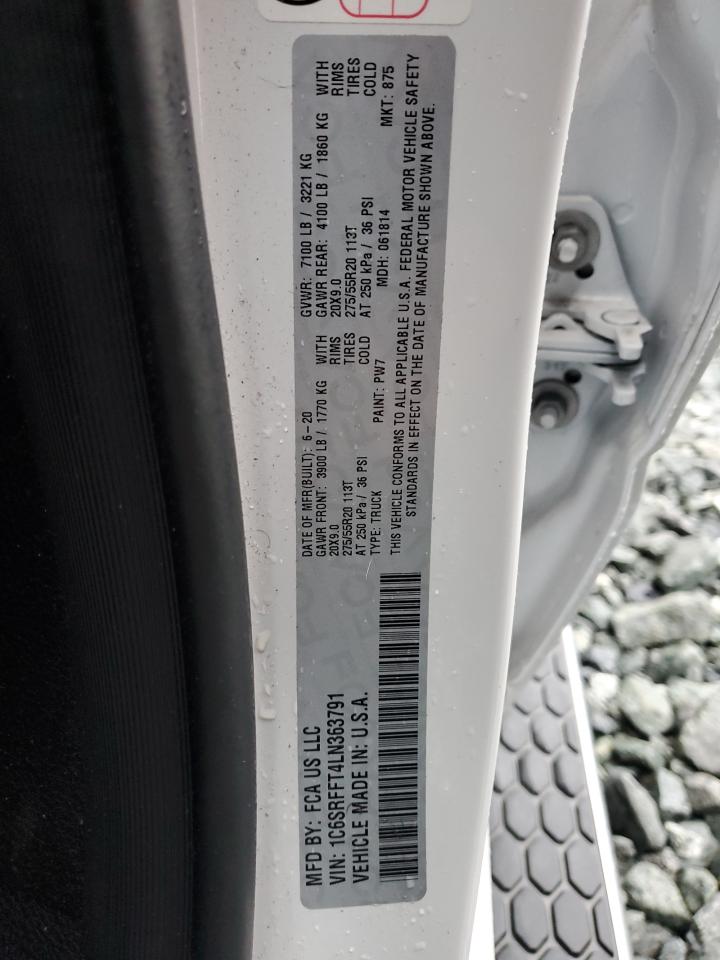 MFD BY: FCA US LLC
VIN: 1C6SRFFT4LN363791
VEHICLE MADE IN: U.S.A.
DATE OF MFR(BUILT): 6-20 GVWR: 7100 LB / 3221 KG
GAWR FRONT: 3900 LB / 1770 KG WITH GAWR REAR: 4100 LB / 1860 KG WITH
20X9.0 RIMS 20X9.0 RIMS
275/55R20 113T TIRES 275/55R20 113T TIRES
AT 250 kPa / 36 PSI COLD AT 250 kPa / 36 PSI COLD
TYPE: TRUCK PAINT: PW7 MDH: 061814 MKT: 875
THIS VEHICLE CONFORMS TO ALL APPLICABLE U.S.A. FEDERAL MOTOR VEHICLE SAFETY
STANDARDS IN EFFECT ON THE DATE OF MANUFACTURE SHOWN ABOVE.